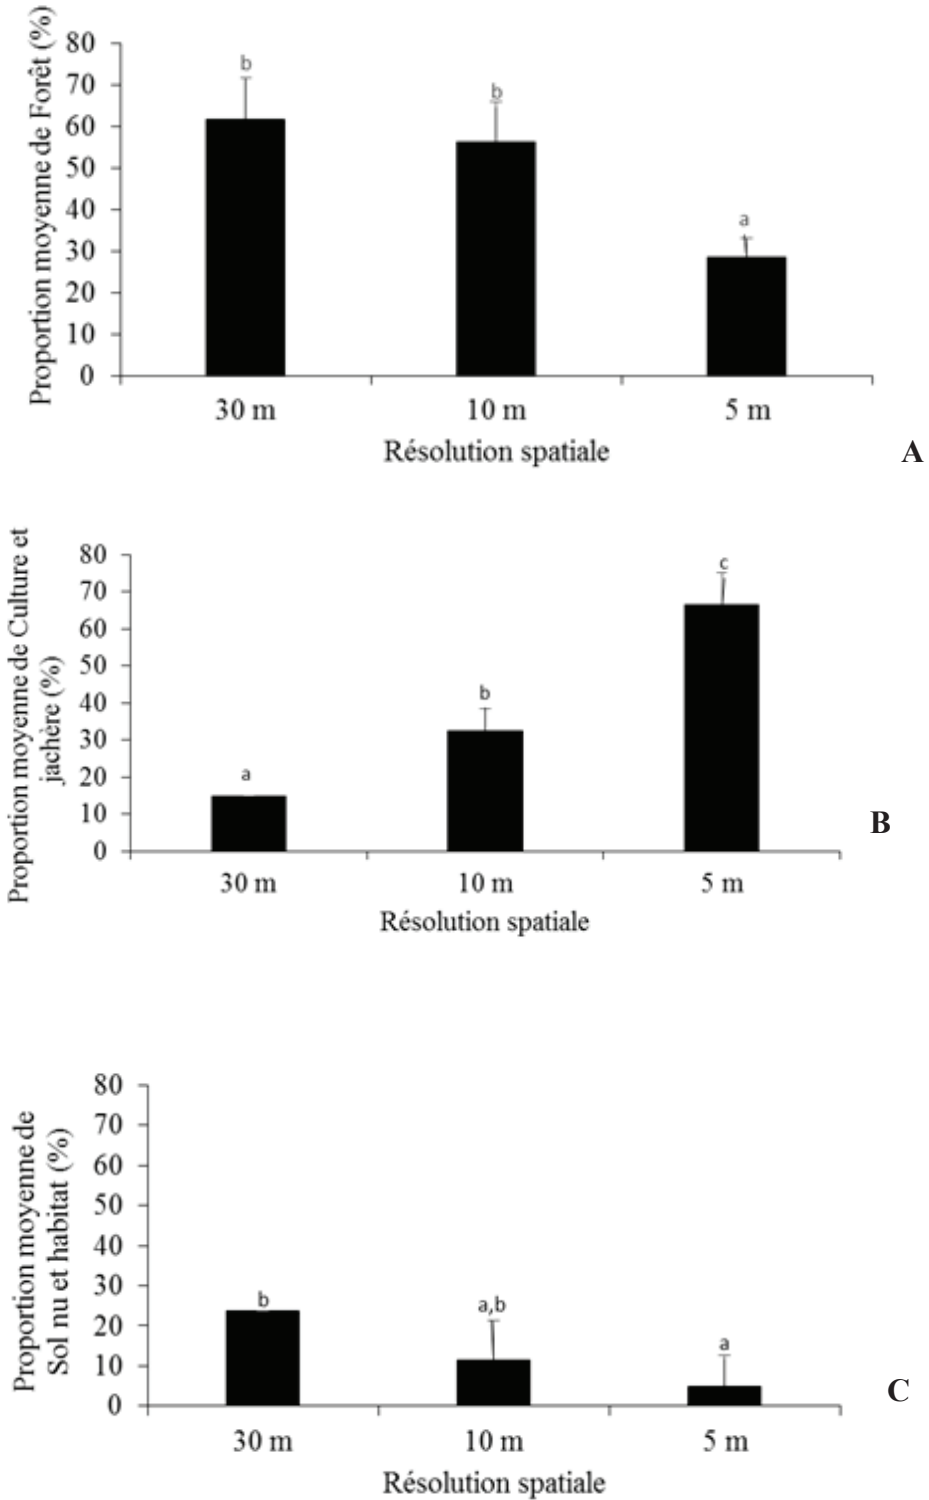 Proportion moyenne de Forêt (%)
80
70
60
50
40
30
20
10
0
b
b
a
30 m
10 m
5 m
Résolution spatiale
A
Proportion moyenne de Culture et
jachère (%)
80
70
60
50
40
30
20
10
0
a
b
c
30 m
10 m
5 m
Résolution spatiale
B
Proportion moyenne de
Sol nu et habitat (%)
80
70
60
50
40
30
20
10
0
b
a,b
a
30 m
10 m
5 m
Résolution spatiale
C